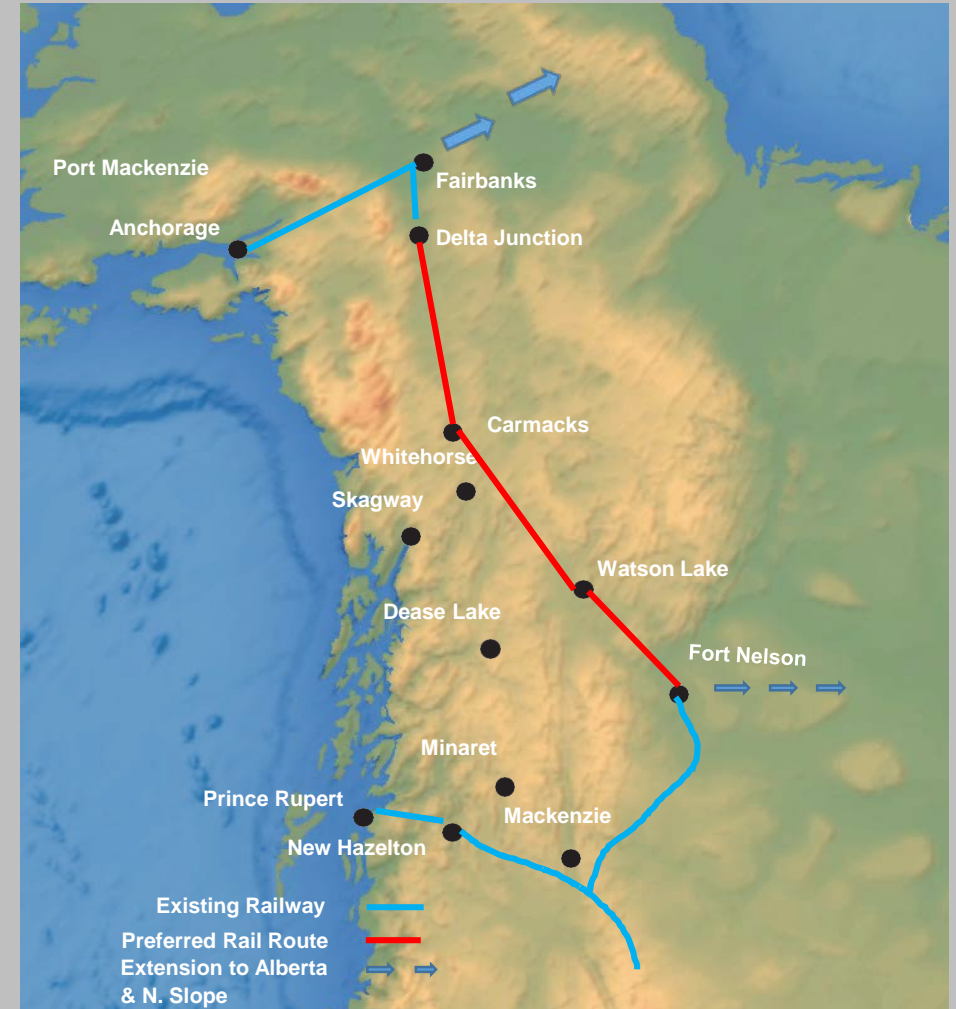 Port Mackenzie
Fairbanks
Anchorage
Delta Junction
Carmacks
Whitehorse
Skagway
Watson Lake
Dease Lake
Fort Nelson
Minaret
Prince Rupert
Mackenzie
New Hazelton
Existing Railway
Preferred Rail Route
Extension to Alberta
& N. Slope